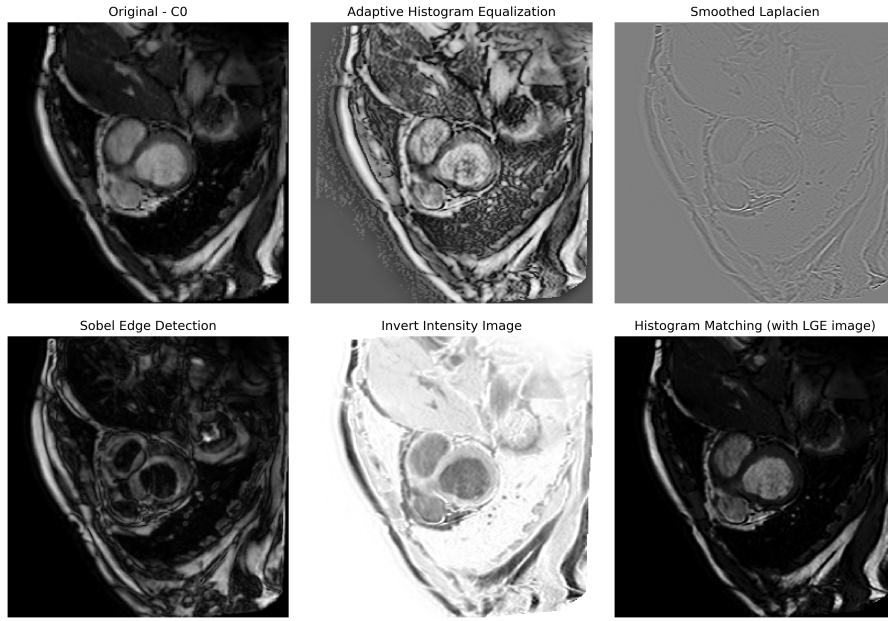 Original - C0
Adaptive Histogram Equalization
Smoothed Laplacien
Sobel Edge Detection
Invert Intensity Image
Histogram Matching (with LGE image)